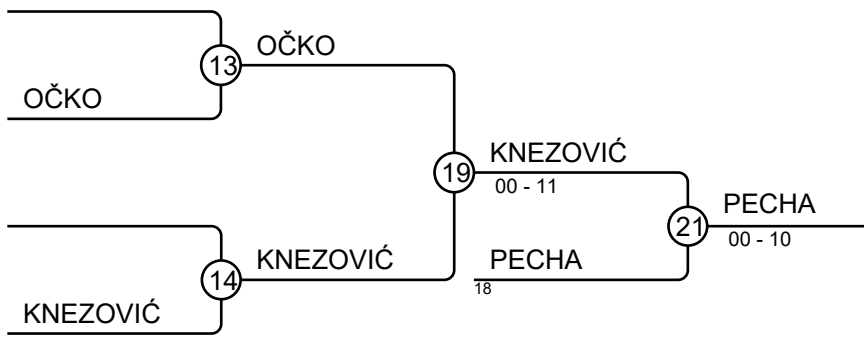 OČKO
13
OČKO
KNEZOVIĆ
19
00 - 11
PECHA
21
00 - 10
KNEZOVIĆ
14
PECHA
18
KNEZOVIĆ